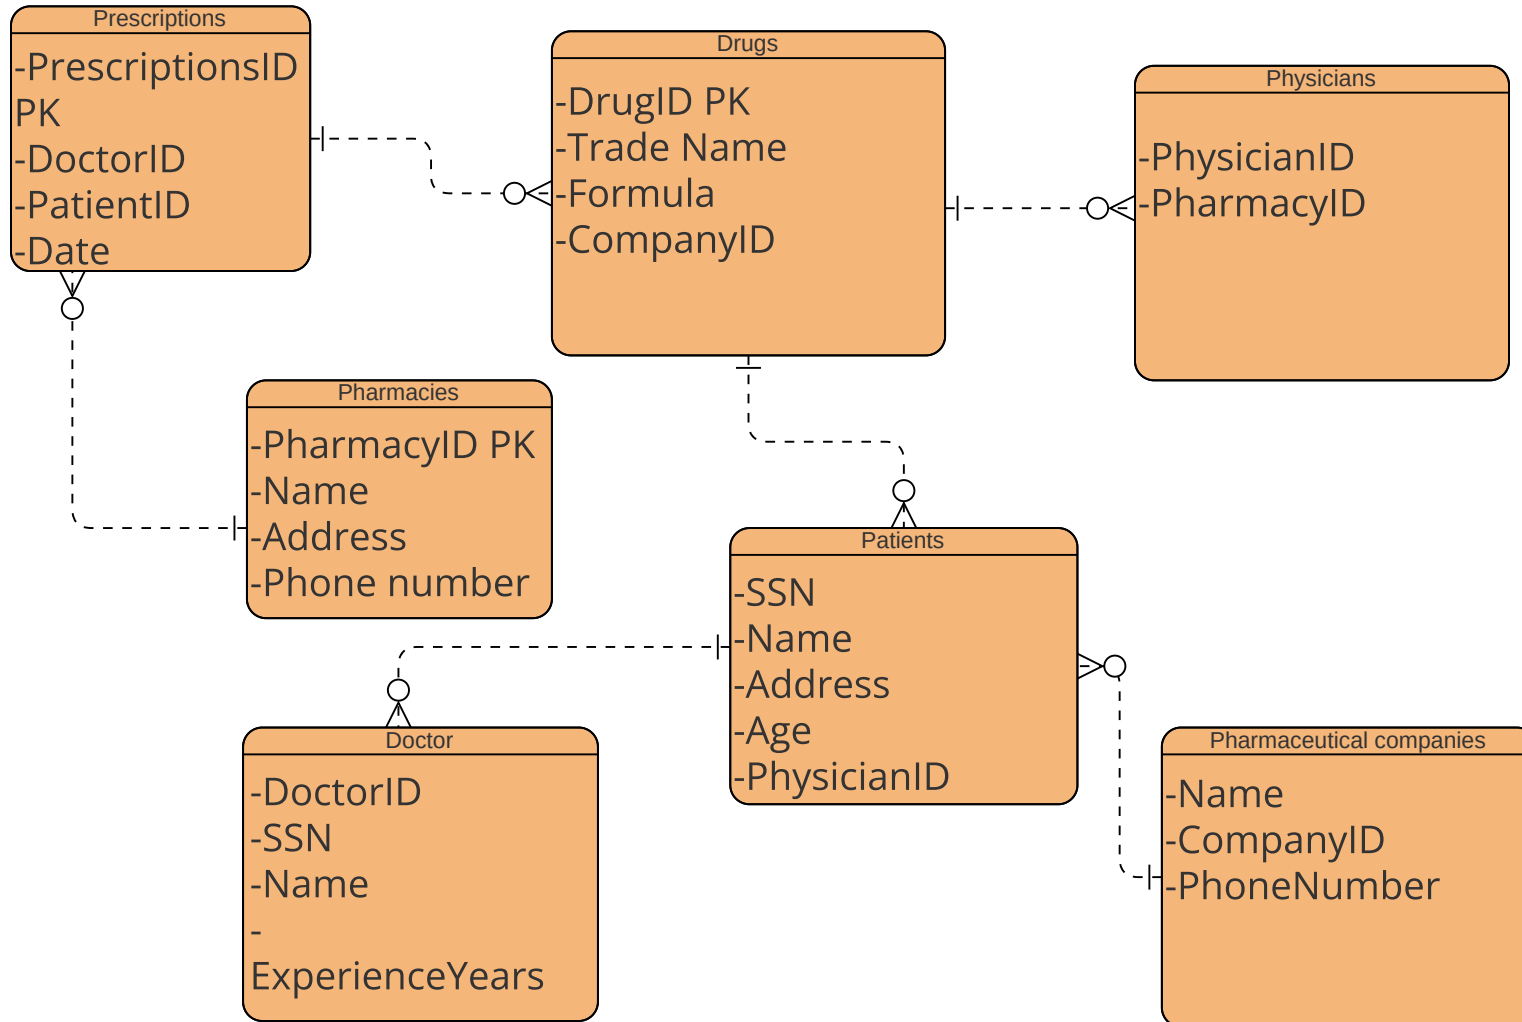 Prescriptions
-PrescriptionsID
PK
-DoctorID
-PatientID
-Date
Drugs
-DrugID PK
-Trade Name
-Formula
-CompanyID
Physicians
-PhysicianID
-PharmacyID
Pharmacies
-PharmacyID PK
-Name
-Address
-Phone number
Patients
-SSN
-Name
-Address
-Age
-PhysicianID
Doctor
-DoctorID
-SSN
-Name
-
ExperienceYears
Pharmaceutical companies
-Name
-CompanyID
-PhoneNumber